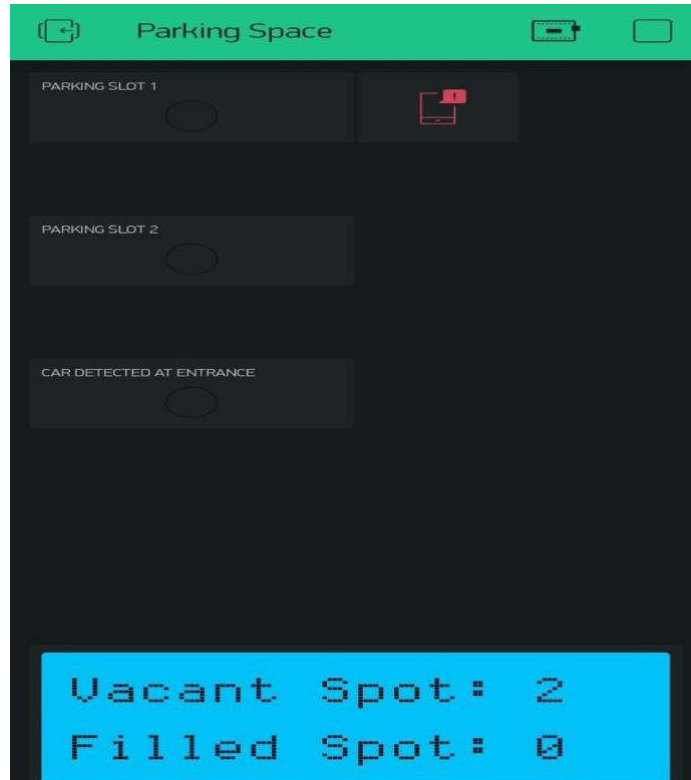 Parking Space
PARKING SLOT 1
PARKING SLOT 2
CAR DETECTED AT ENTRANCE
Vacant Spot: 2
Filled Spot: 0